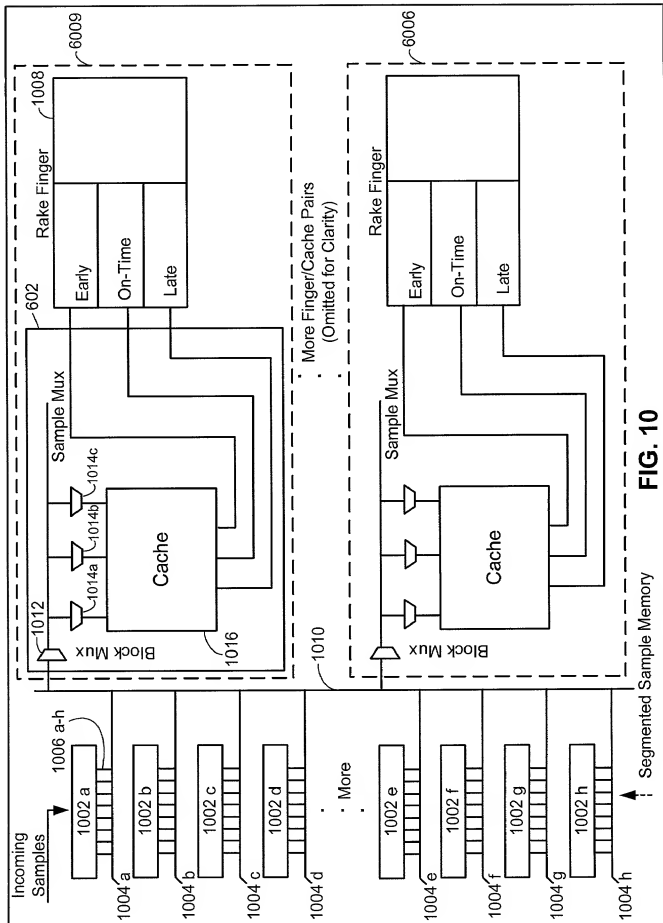 Incoming
Samples
1002 a
1006 a-h
1004 a
1002 b
1004 b
1002 c
1004 c
1002 d
1004 d
. . . More
1002 e
1004 e
1002 f
1004 f
1002 g
1004 g
1002 h
1004 h
Segmented Sample Memory
1010
1012
Block Mux
1014a
1014b
1014c
Sample Mux
602
Cache
1016
Rake Finger
1008
Early
On-Time
Late
6009
. . . More Finger/Cache Pairs
(Omitted for Clarity)
Block Mux
Sample Mux
Cache
Rake Finger
Early
On-Time
Late
6006
FIG. 10